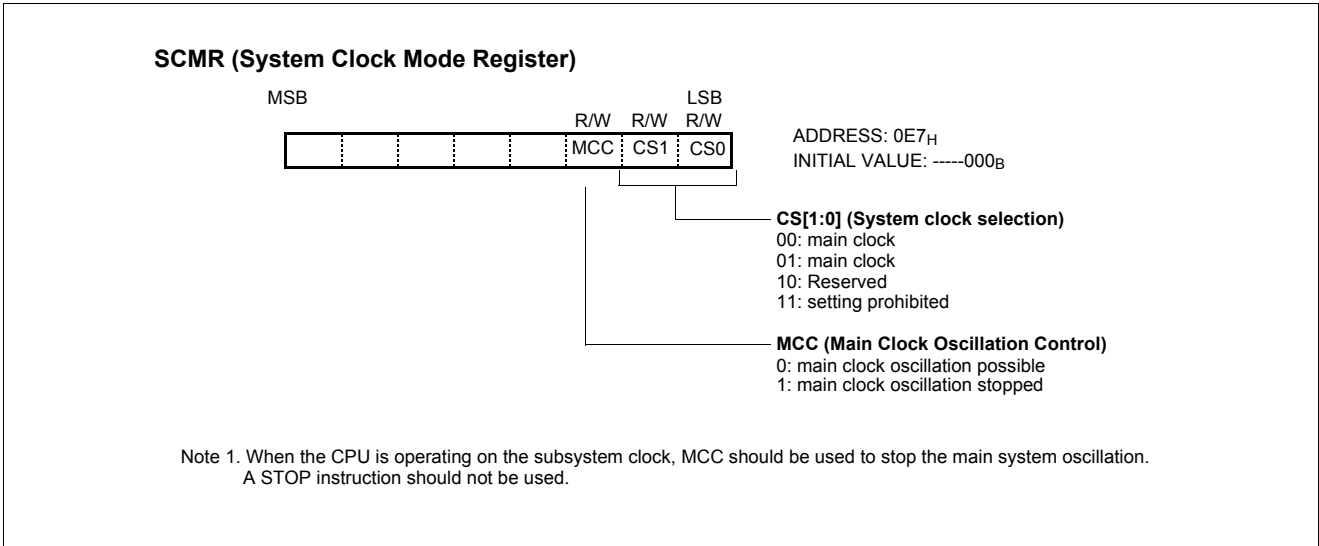 SCMR (System Clock Mode Register)
MSB LSB
R/W R/W R/W
MCC CS1 CS0
ADDRESS: 0E7H
INITIAL VALUE: -----000B
CS[1:0] (System clock selection)
00: main clock
01: main clock
10: Reserved
11: setting prohibited
MCC (Main Clock Oscillation Control)
0: main clock oscillation possible
1: main clock oscillation stopped
Note 1. When the CPU is operating on the subsystem clock, MCC should be used to stop the main system oscillation.
A STOP instruction should not be used.